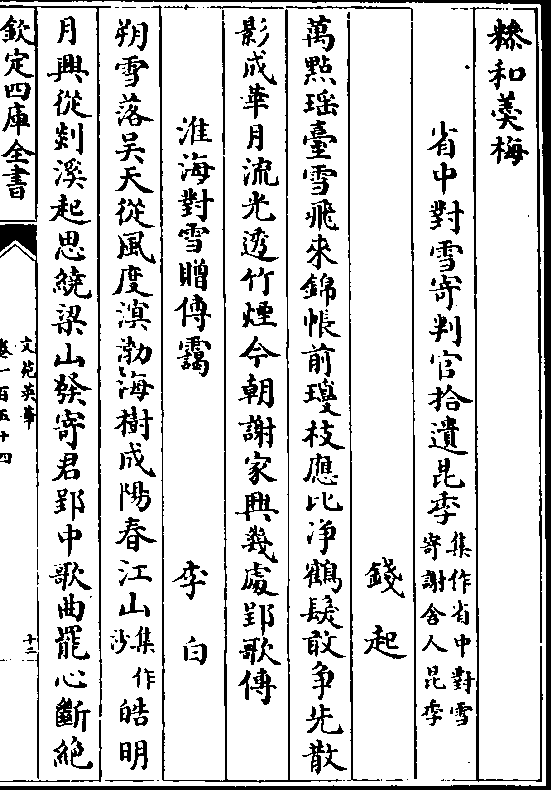 糝和羹梅
省中對雪寄判官拾遺昆季集作省中對雪寄謝舍人昆季
錢起
萬點瑶臺雪飛來錦帳前瓊枝應比淨鶴髮敢争先散
影成華月流光透竹煙今朝謝家興幾處郢歌傳
淮海對雪贈傅靄
李白
朔雪落吴天從風度溟渤海樹成陽春江山集作沙皓明
月興從剡溪起思繞梁山發寄君郢中歌曲罷心斷絶
欽定四庫全書
文苑英華
卷一百五十四
十二